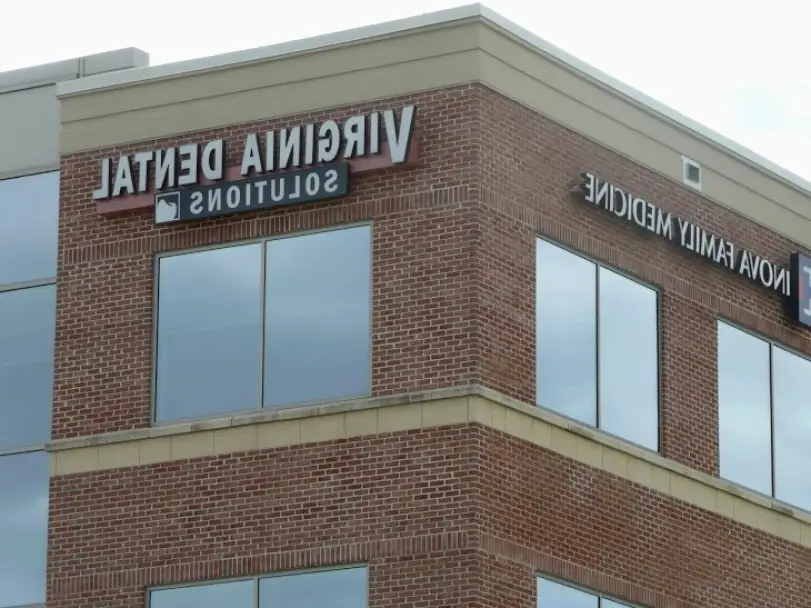 VIRGINIA DENTAL
SOLUTIONS
INOVA FAMILY MEDICINE